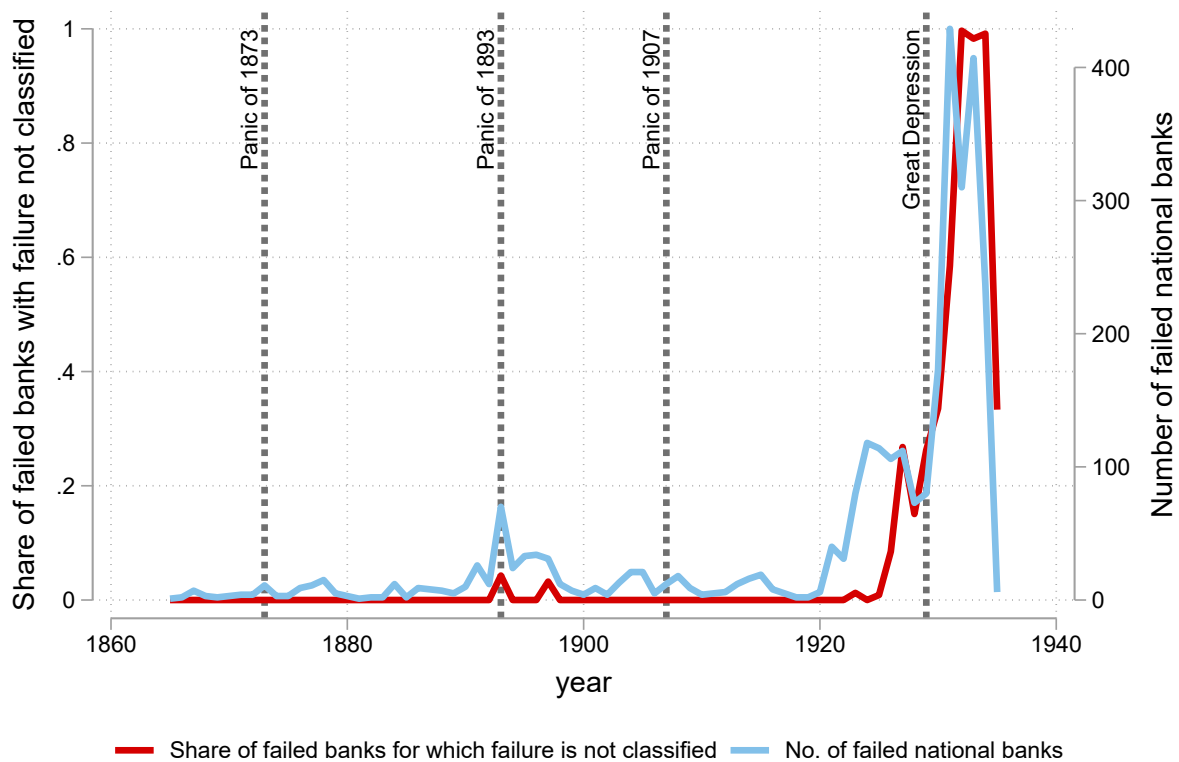 Share of failed banks with failure not classified
1
.8
.6
.4
.2
0
Panic of 1873
Panic of 1893
Panic of 1907
Great Depression
400
300
200
100
0
Number of failed national banks
1860
1880
1900
1920
1940
year
Share of failed banks for which failure is not classified
No. of failed national banks